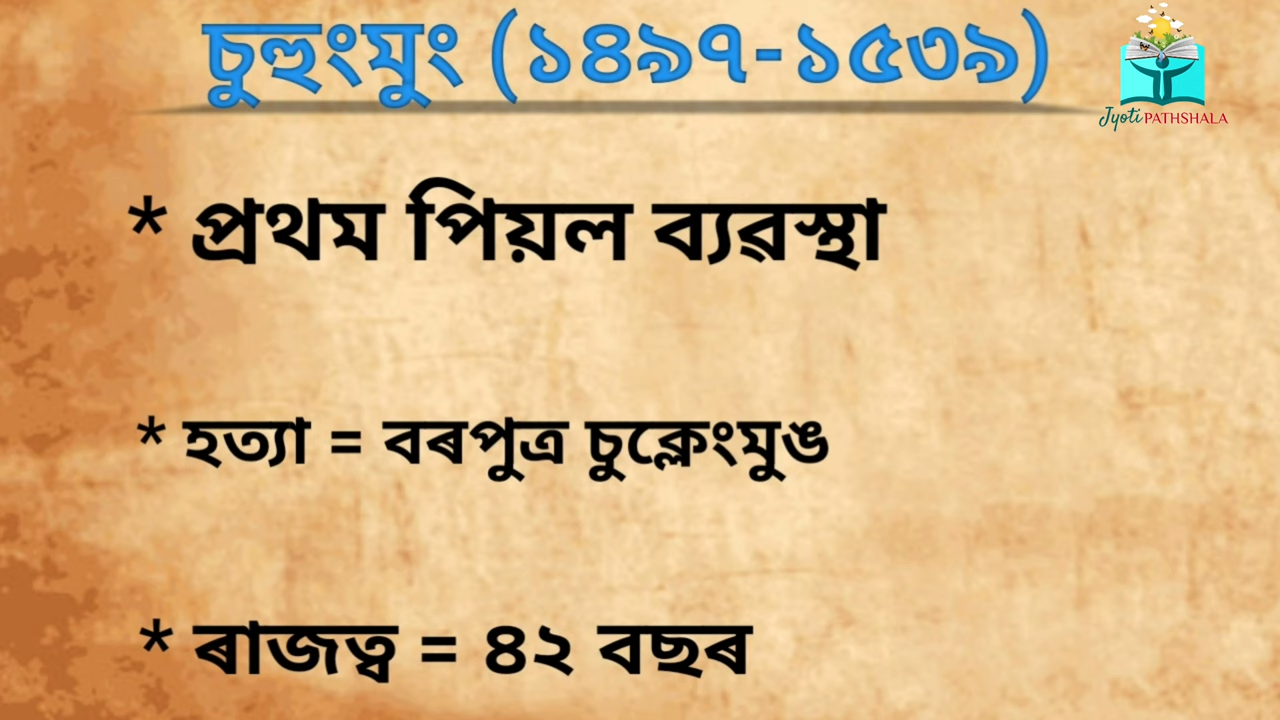 চুহুংমুং (১৪৯৭-১৫৩৯)
Jyoti PATHSHALA
* প্ৰথম পিয়ল ব্যৱস্থা
* হত্যা = বৰপুত্ৰ চুক্লেংমুঙ
* ৰাজত্ব = ৪২ বছৰ